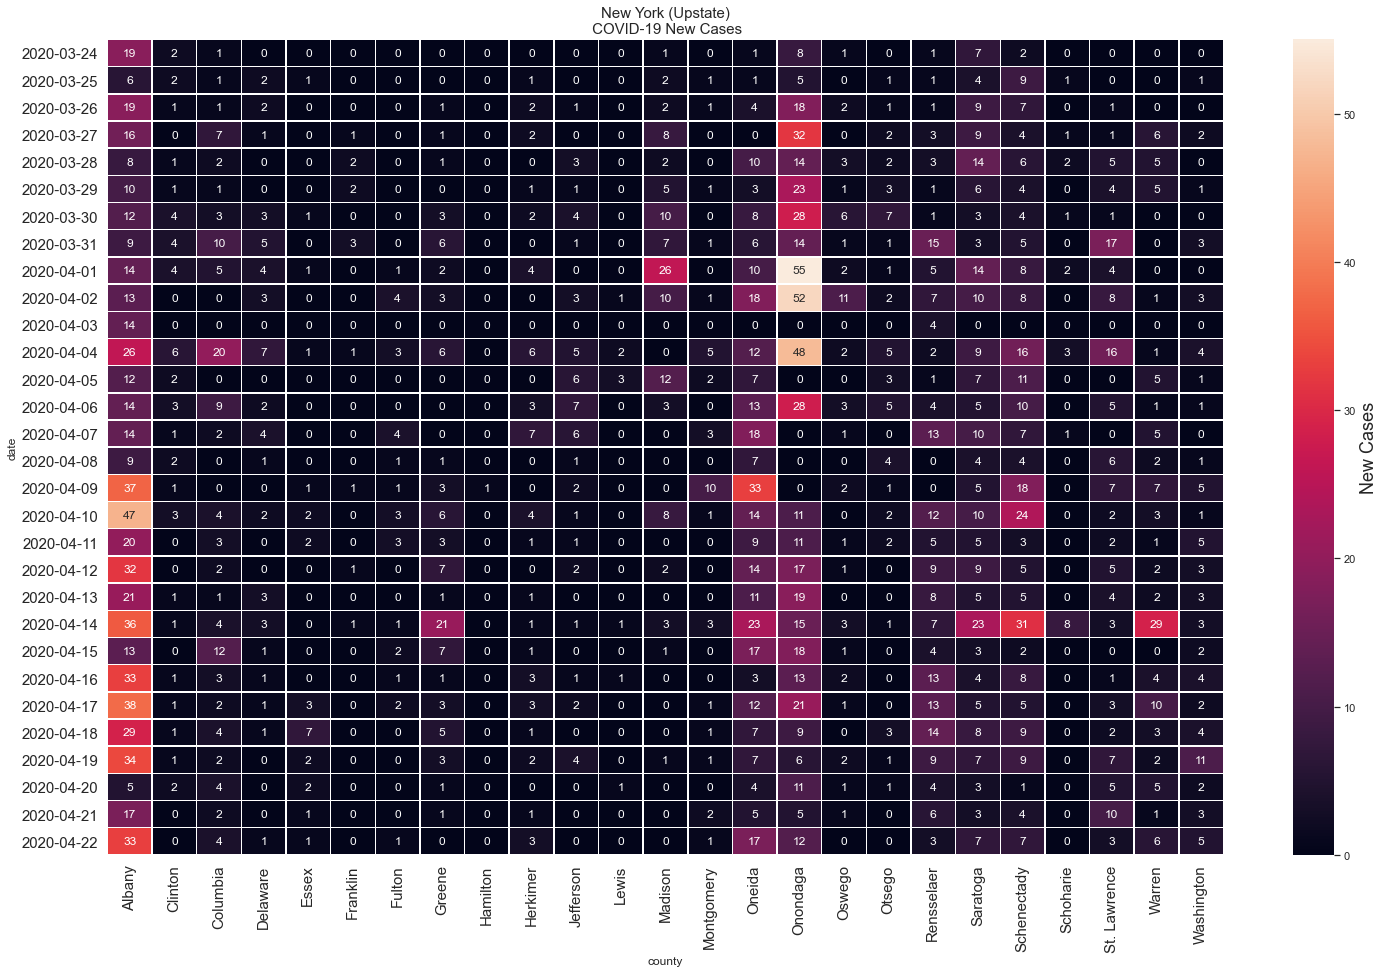 New York (Upstate)
COVID-19 New Cases
2020-03-24 19 2 1 0 0 0 0 0 0 0 0 0 1 0 1 8 1 0 1 7 2 0 0 0 0
2020-03-25 6 2 1 2 1 0 0 0 0 1 0 0 2 1 1 5 0 1 1 4 9 1 0 0 1
2020-03-26 19 1 1 2 0 0 0 1 0 2 1 0 2 1 4 18 2 1 1 9 7 0 1 0 0
2020-03-27 16 0 7 1 0 1 0 1 0 2 0 0 8 0 0 32 0 2 3 9 4 1 1 6 2
2020-03-28 8 1 2 0 0 2 0 1 0 0 3 0 2 0 10 14 3 2 3 14 6 2 5 5 0
2020-03-29 10 1 1 0 0 2 0 0 0 1 1 0 5 1 3 23 1 3 1 6 4 0 4 5 1
2020-03-30 12 4 3 3 1 0 0 3 0 2 4 0 10 0 8 28 6 7 1 3 4 1 1 0 0
2020-03-31 9 4 10 5 0 3 0 6 0 0 1 0 7 1 6 14 1 1 15 3 5 0 17 0 3
2020-04-01 14 4 5 4 1 0 1 2 0 4 0 0 26 0 10 55 2 1 5 14 8 2 4 0 0
2020-04-02 13 0 0 3 0 0 4 3 0 0 3 1 10 1 18 52 11 2 7 10 8 0 8 1 3
2020-04-03 14 0 0 0 0 0 0 0 0 0 0 0 0 0 0 0 0 0 4 0 0 0 0 0 0
2020-04-04 26 6 20 7 1 1 3 6 0 6 5 2 0 5 12 48 2 5 2 9 16 3 16 1 4
2020-04-05 12 2 0 0 0 0 0 0 0 0 6 3 12 2 7 0 0 3 1 7 11 0 0 5 1
2020-04-06 14 3 9 2 0 0 0 0 0 3 7 0 3 0 13 28 3 5 4 5 10 0 5 1 1
2020-04-07 14 1 2 4 0 0 4 0 0 7 6 0 0 3 18 0 1 0 13 10 7 1 0 5 0
2020-04-08 9 2 0 1 0 0 1 1 0 0 1 0 0 0 7 0 0 4 0 4 4 0 6 2 1
2020-04-09 37 1 0 0 1 1 1 3 1 0 2 0 0 10 33 0 2 1 0 5 18 0 7 7 5
2020-04-10 47 3 4 2 2 0 3 6 0 4 1 0 8 1 14 11 0 2 12 10 24 0 2 3 1
2020-04-11 20 0 3 0 2 0 3 3 0 1 1 0 0 0 9 11 1 2 5 5 3 0 2 1 5
2020-04-12 32 0 2 0 0 1 0 7 0 0 2 0 2 0 14 17 1 0 9 9 5 0 5 2 3
2020-04-13 21 1 1 3 0 0 0 1 0 1 0 0 0 0 11 19 0 0 8 5 5 0 4 2 3
2020-04-14 36 1 4 3 0 1 1 21 0 1 1 1 3 3 23 15 3 1 7 23 31 8 3 29 3
2020-04-15 13 0 12 1 0 0 2 7 0 0 1 0 1 0 17 18 1 0 4 3 2 0 0 0 2
2020-04-16 33 1 3 1 0 0 1 1 0 3 1 1 0 0 3 13 2 0 13 4 8 0 1 4 4
2020-04-17 38 1 2 1 3 0 2 3 0 3 2 0 0 1 12 21 1 0 13 5 5 0 3 10 2
2020-04-18 29 1 4 1 7 0 0 5 0 1 0 0 0 1 7 9 0 3 14 8 9 0 2 3 4
2020-04-19 34 1 2 0 2 0 0 3 0 2 4 0 1 1 7 6 2 1 9 7 9 0 7 2 11
2020-04-20 5 2 4 0 2 0 0 1 0 0 0 1 0 0 4 11 1 1 4 3 1 0 5 5 2
2020-04-21 17 0 2 0 1 0 0 1 0 1 0 0 0 2 5 5 1 0 6 3 4 0 10 1 3
2020-04-22 33 0 4 1 1 0 1 0 0 3 0 0 0 1 17 12 0 0 3 7 7 0 3 6 5
Albany Clinton Columbia Delaware Essex Franklin Fulton Greene Hamilton Herkimer Jefferson Lewis Madison Montgomery Oneida Onondaga Oswego Otsego Rensselaer Saratoga Schenectady Schoharie St. Lawrence Warren Washington
county
date
50
40
30
20
10
0
New Cases